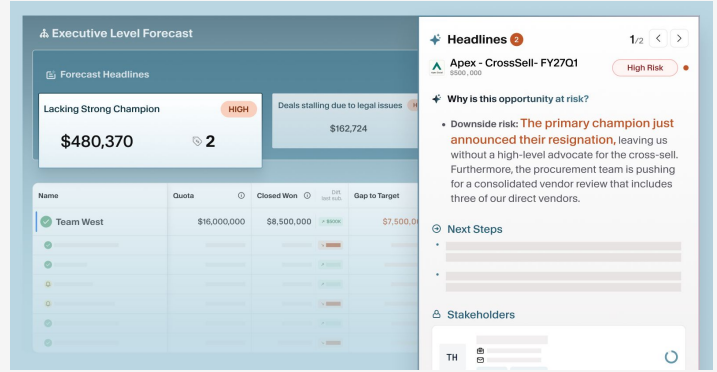 Executive Level Forecast
Forecast Headlines
Lacking Strong Champion
HIGH
$480,370
2
Deals stalling due to legal issues
$162,724
Name
Quota
Closed Won
Diff.
Gap to Target
Team West
$16,000,000
$8,500,000
$7,500,0
Headlines 2
1/2
Apex - CrossSell- FY27Q1
$500,000
High Risk
Why is this opportunity at risk?
• Downside risk: The primary champion just
announced their resignation, leaving us
without a high-level advocate for the cross-sell.
Furthermore, the procurement team is pushing
for a consolidated vendor review that includes
three of our direct vendors.
Next Steps
Stakeholders
TH